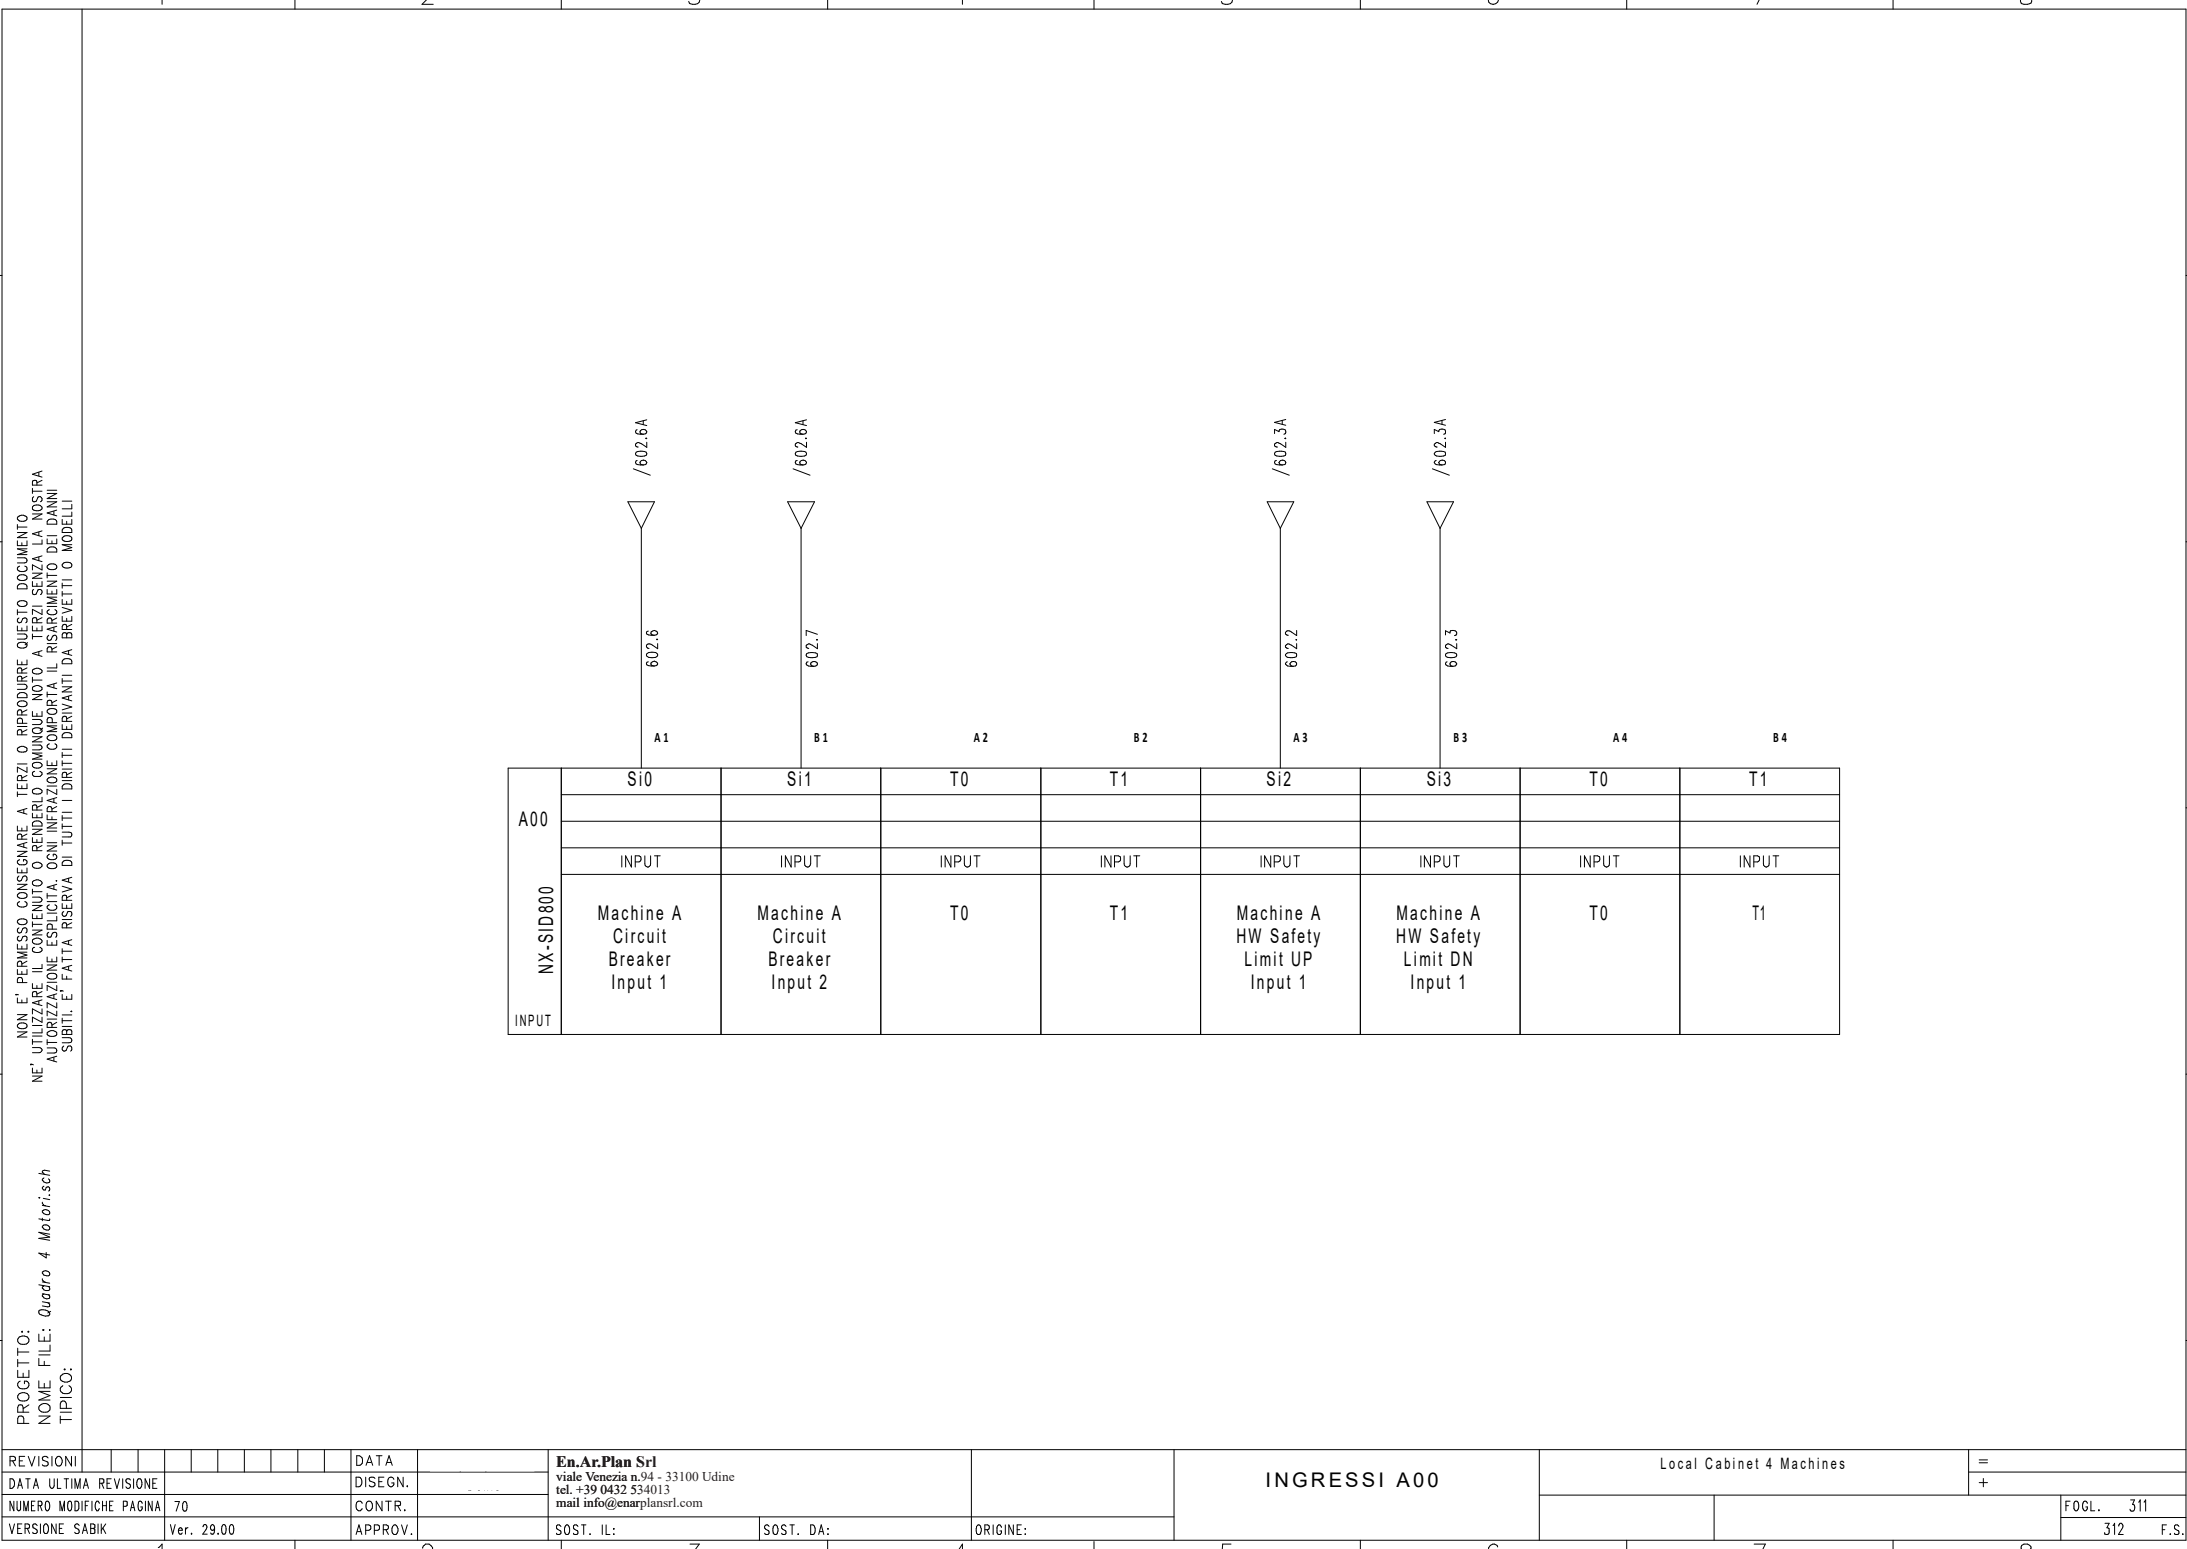 /602.6A
/602.6A
/602.3A
/602.3A
602.6
602.7
602.2
602.3
A1
B1
A2
B2
A3
B3
A4
B4
Si0
Si1
T0
T1
Si2
Si3
T0
T1
A00
INPUT
INPUT
INPUT
INPUT
INPUT
INPUT
INPUT
INPUT
NX-SID800
INPUT
Machine A
Circuit
Breaker
Input 1
Machine A
Circuit
Breaker
Input 2
T0
T1
Machine A
HW Safety
Limit UP
Input 1
Machine A
HW Safety
Limit DN
Input 1
T0
T1
NON E' PERMESSO CONSEGNARE A TERZI O RIPRODURRE QUESTO DOCUMENTO
NE' UTILIZZARE IL CONTENUTO O RENDERLO COMUNQUE NOTO A TERZI SENZA LA NOSTRA
AUTORIZZAZIONE ESPLICITA. OGNI INFRAZIONE COMPORTA IL RISARCIMENTO DEI DANNI
SUBITI. E' FATTA RISERVA DI TUTTI I DIRITTI DERIVANTI DA BREVETTI O MODELLI
PROGETTO:
NOME FILE: Quadro 4 Motori.sch
TIPICO:
REVISIONI
DATA ULTIMA REVISIONE
NUMERO MODIFICHE PAGINA 70
VERSIONE SABIK Ver. 29.00
DATA
DISEGN.
CONTR.
APPROV.
En.Ar.Plan Srl
viale Venezia n.94 - 33100 Udine
tel. +39 0432 534013
mail info@enarplansrl.com
SOST. IL:
SOST. DA:
ORIGINE:
INGRESSI A00
Local Cabinet 4 Machines
=
+
FOGL. 311
312 F.S.